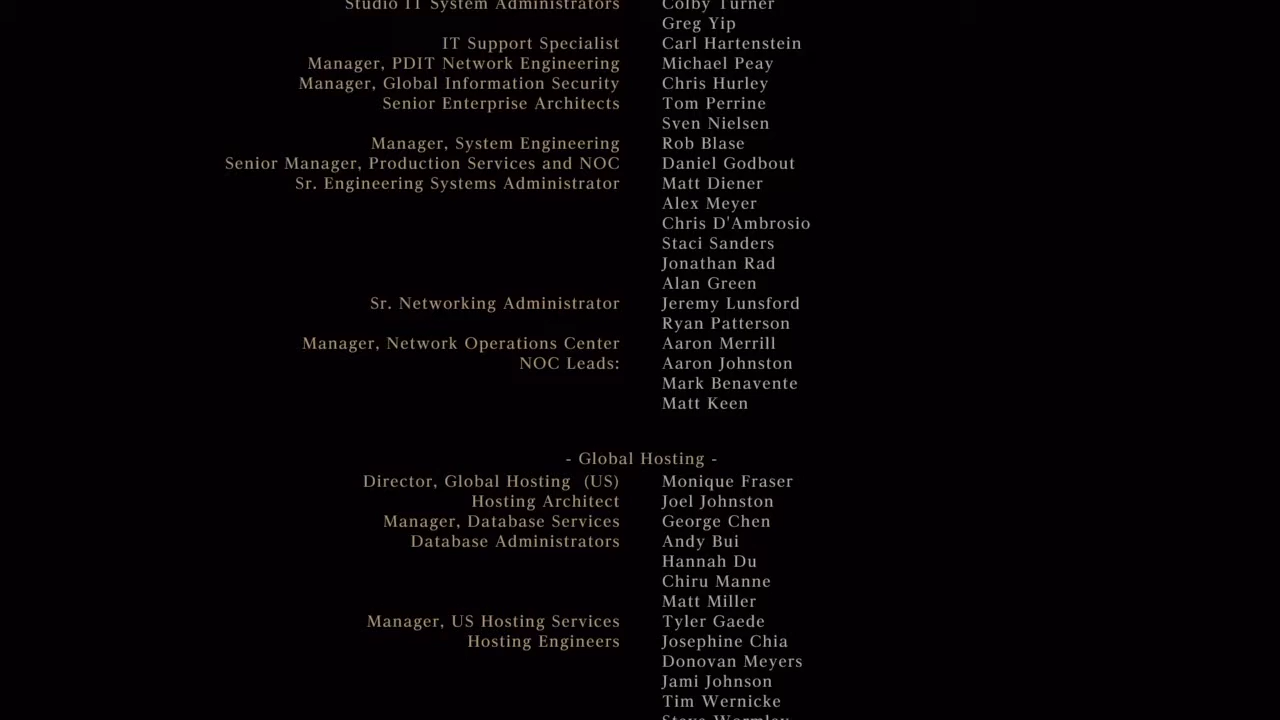 Studio IT System Administrators Colby Turner
Greg Yip
IT Support Specialist Carl Hartenstein
Manager, PDIT Network Engineering Michael Peay
Manager, Global Information Security Chris Hurley
Senior Enterprise Architects Tom Perrine
Sven Nielsen
Manager, System Engineering Rob Blase
Senior Manager, Production Services and NOC Daniel Godbout
Sr. Engineering Systems Administrator Matt Diener
Alex Meyer
Chris D'Ambrosio
Staci Sanders
Jonathan Rad
Alan Green
Sr. Networking Administrator Jeremy Lunsford
Ryan Patterson
Manager, Network Operations Center Aaron Merrill
NOC Leads: Aaron Johnston
Mark Benavente
Matt Keen
- Global Hosting -
Director, Global Hosting (US) Monique Fraser
Hosting Architect Joel Johnston
Manager, Database Services George Chen
Database Administrators Andy Bui
Hannah Du
Chiru Manne
Matt Miller
Manager, US Hosting Services Tyler Gaede
Hosting Engineers Josephine Chia
Donovan Meyers
Jami Johnson
Tim Wernicke